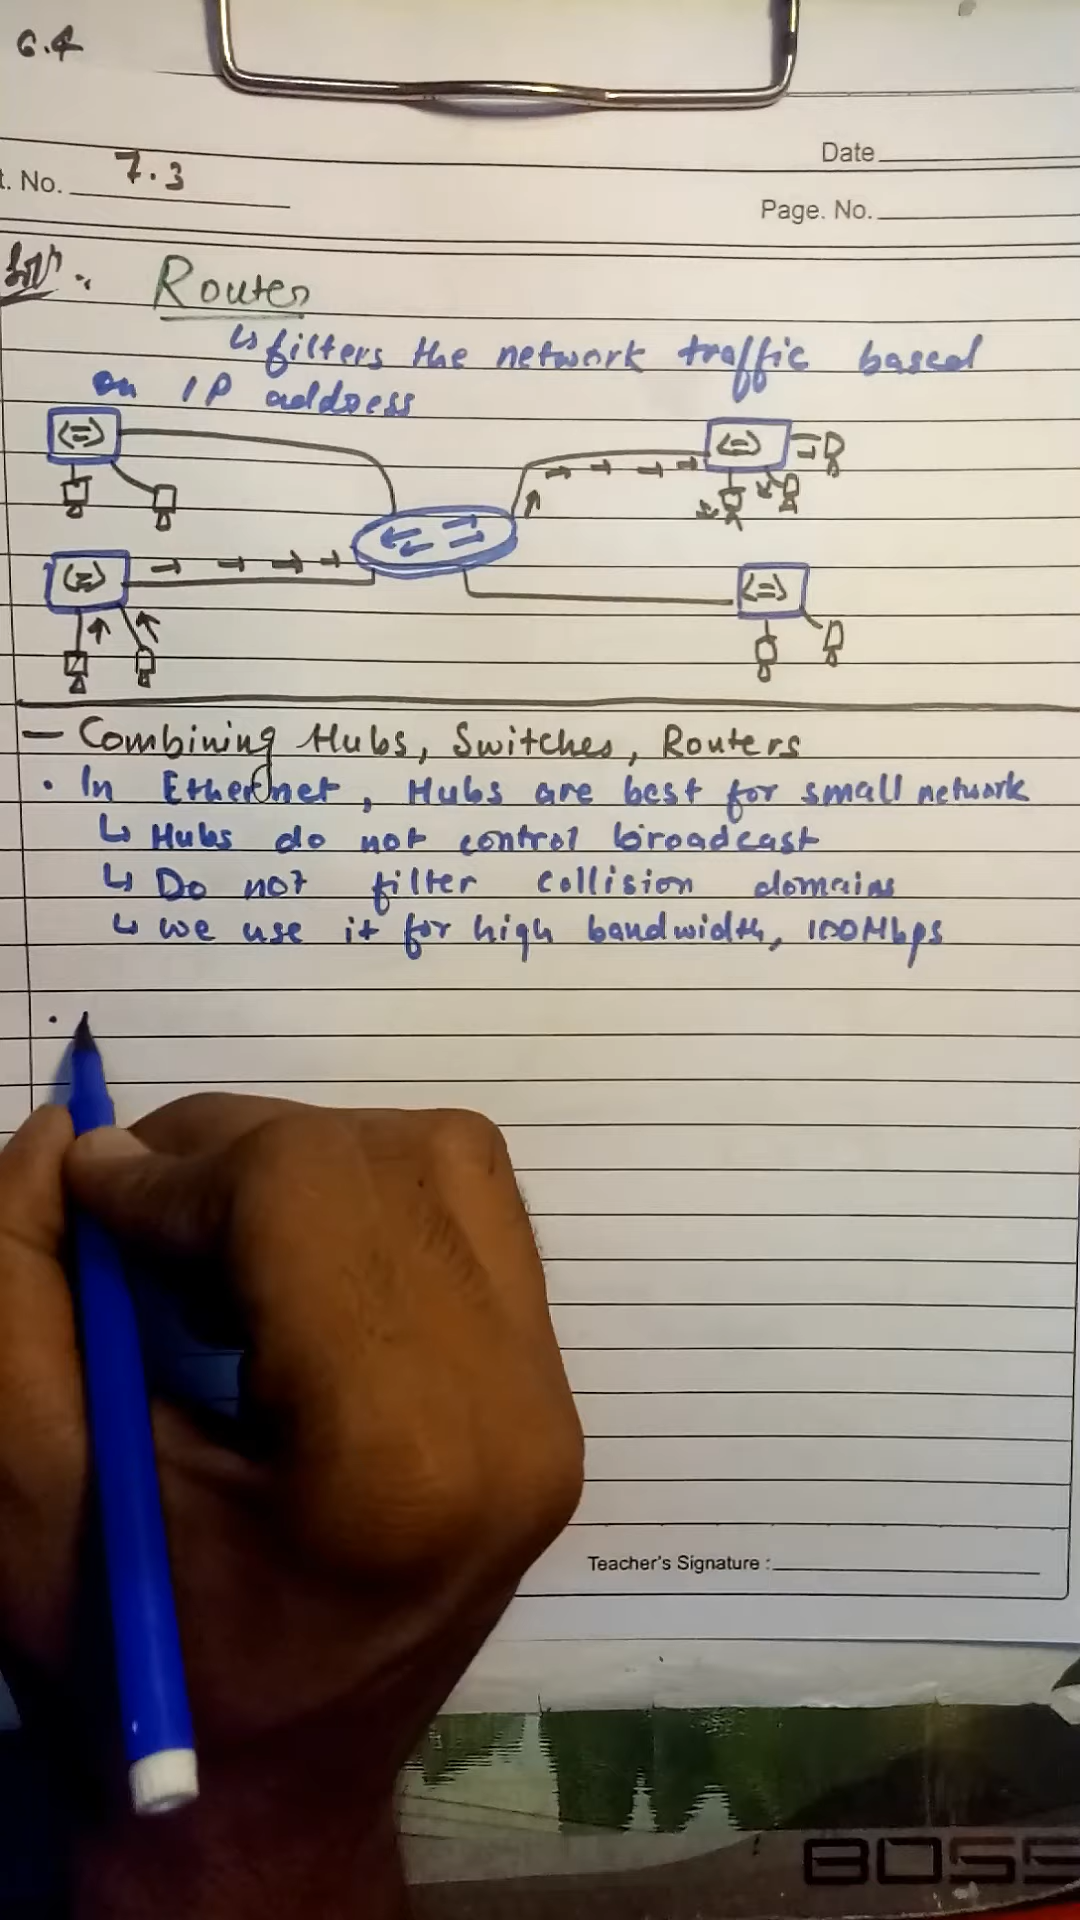 6.4
Date
t. No. 7.3
Page. No.
Router
↳ filters the network traffic based
on IP address
— Combining Hubs, Switches, Routers
• In Ethernet, Hubs are best for small network
↳ Hubs do not control broadcast
↳ Do not filter collision domains
↳ we use it for high bandwidth, 100Mbps
Teacher's Signature :
BOSS